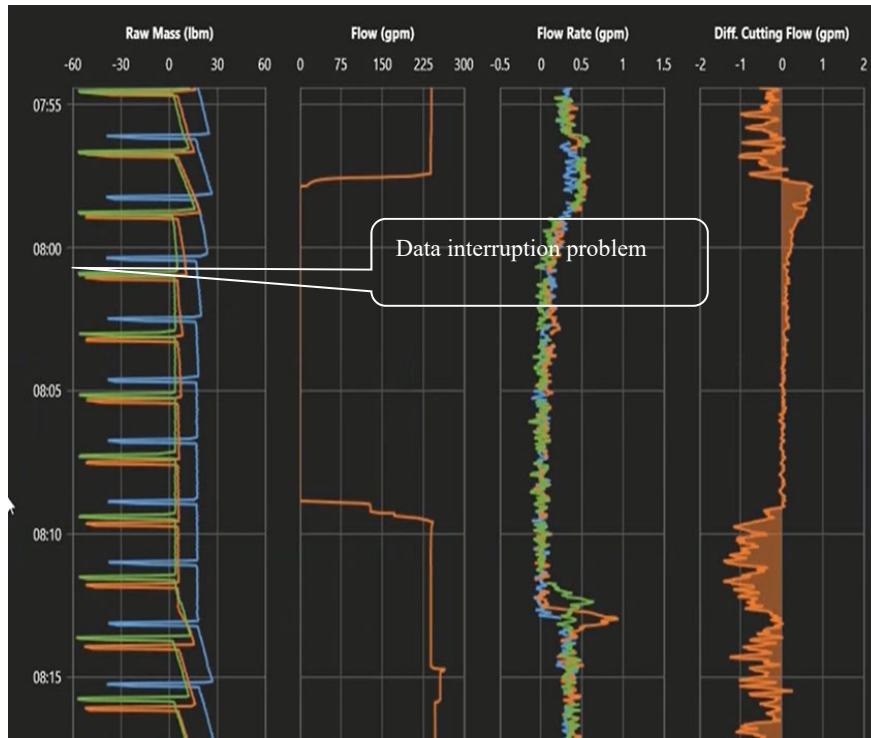 Raw Mass (lbm) Flow (gpm) Flow Rate (gpm) Diff. Cutting Flow (gpm)
-60 -30 0 30 60 0 75 150 225 300 -0.5 0 0.5 1 1.5 -2 -1 0 1 2
07:55
08:00
Data interruption problem
08:05
08:10
08:15